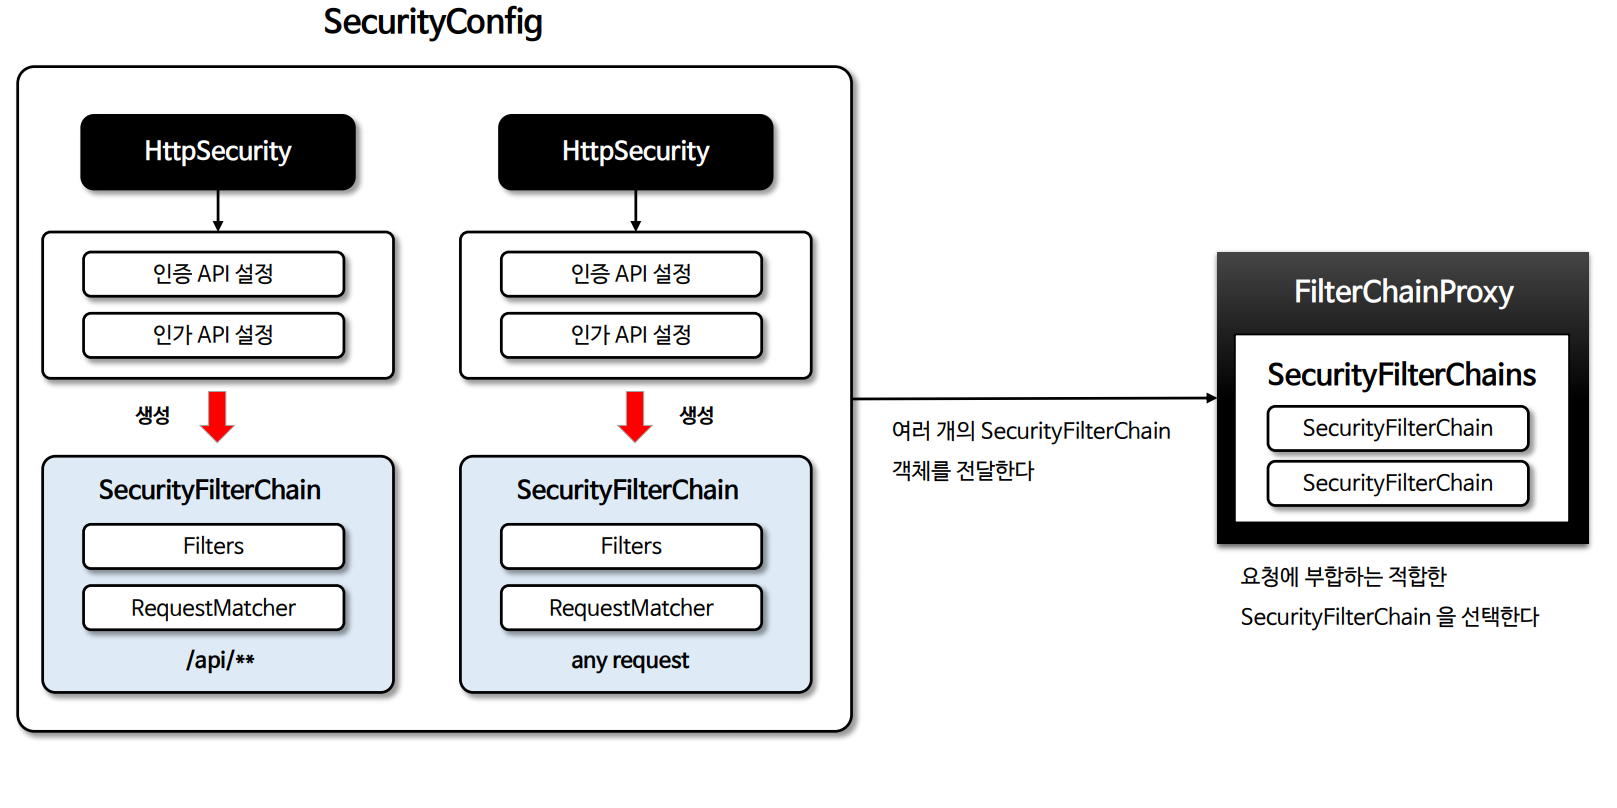 SecurityConfig
HttpSecurity
인증 API 설정
인가 API 설정
생성
SecurityFilterChain
Filters
RequestMatcher
/api/**
HttpSecurity
인증 API 설정
인가 API 설정
생성
SecurityFilterChain
Filters
RequestMatcher
any request
여러 개의 SecurityFilterChain
객체를 전달한다
FilterChainProxy
SecurityFilterChains
SecurityFilterChain
SecurityFilterChain
요청에 부합하는 적합한
SecurityFilterChain 을 선택한다